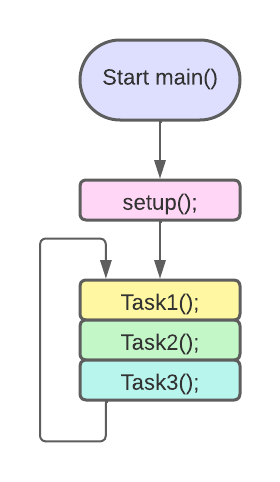 Start main()
setup();
Task1();
Task2();
Task3();